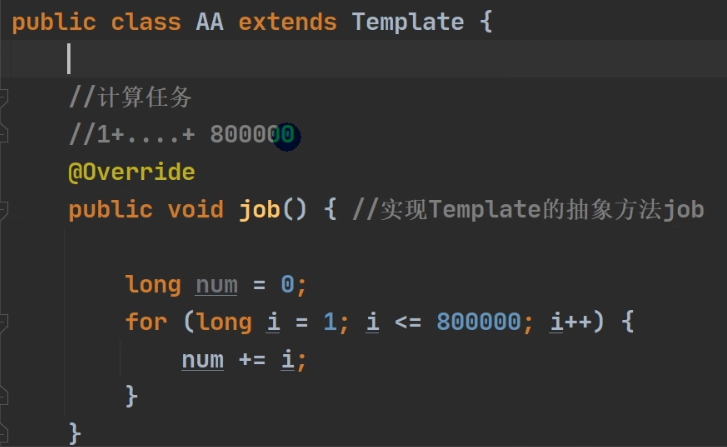 public class AA extends Template {
//计算任务
//1+....+ 800000
@Override
public void job() { //实现Template的抽象方法job
long num = 0;
for (long i = 1; i <= 800000; i++) {
num += i;
}
}